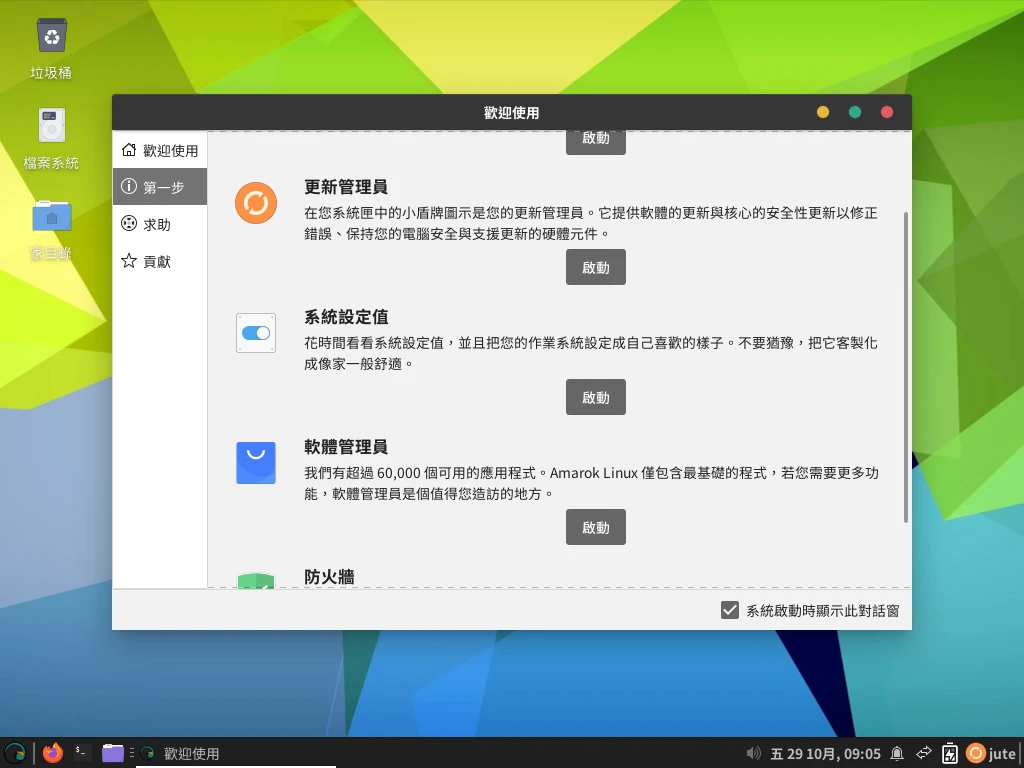 垃圾桶
檔案系統
家目錄
歡迎使用
歡迎使用
第一步
求助
貢獻
啟動
更新管理員
在您系統匣中的小盾牌圖示是您的更新管理員。它提供軟體的更新與核心的安全性更新以修正
錯誤、保持您的電腦安全與支援更新的硬體元件。
啟動
系統設定值
花時間看看系統設定值，並且把您的作業系統設定成自己喜歡的樣子。不要猶豫，把它客製化
成像家一般舒適。
啟動
軟體管理員
我們有超過 60,000 個可用的應用程式。Amarok Linux 僅包含最基礎的程式，若您需要更多功
能，軟體管理員是個值得您造訪的地方。
啟動
防火牆
系統啟動時顯示此對話窗
$_
歡迎使用
五 29 10月, 09:05
jute